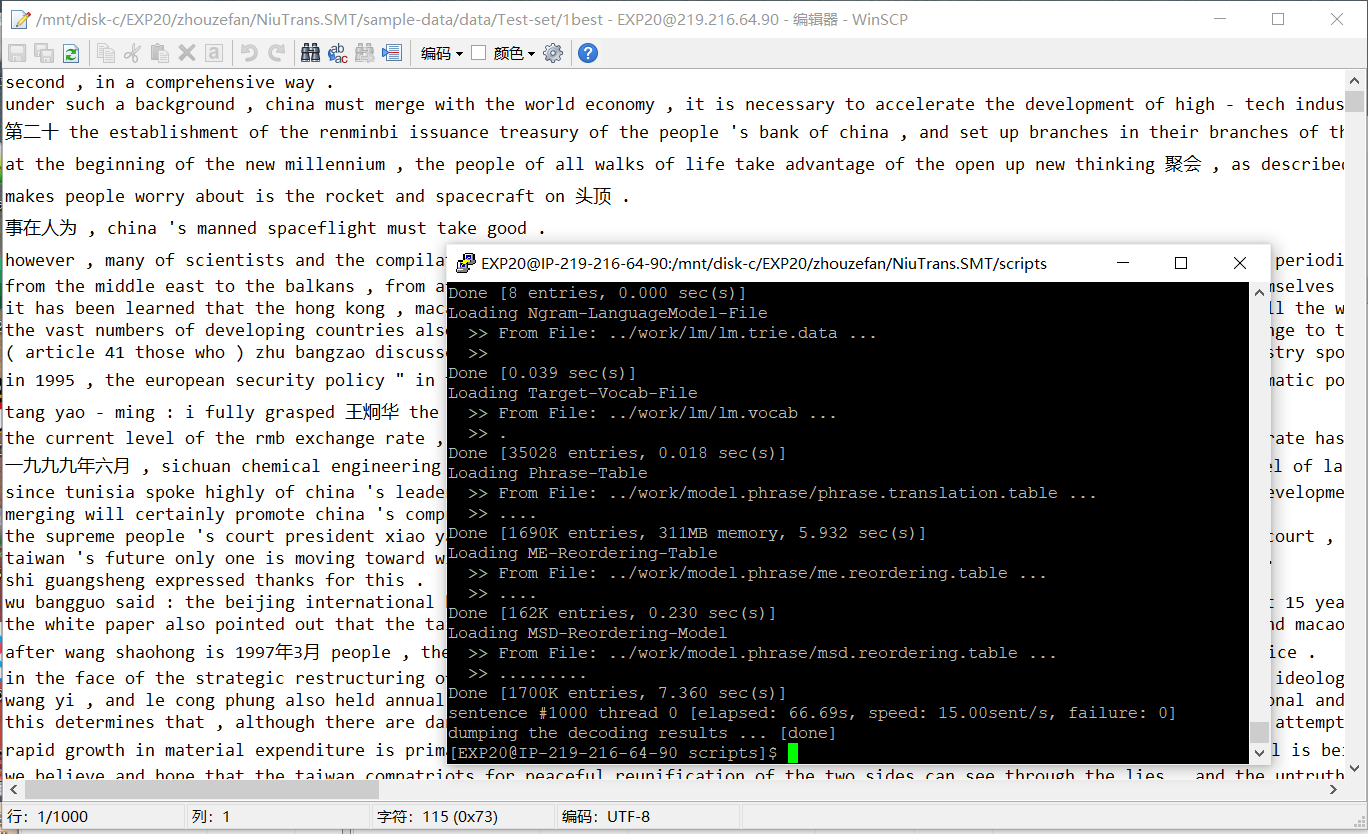 /mnt/disk-c/EXP20/zhouzefan/NiuTrans.SMT/sample-data/data/Test-set/1best - EXP20@219.216.64.90 - 编辑器 - WinSCP
编码 颜色
second , in a comprehensive way .
under such a background , china must merge with the world economy , it is necessary to accelerate the development of high - tech indus
第二十 the establishment of the renminbi issuance treasury of the people 's bank of china , and set up branches in their branches of th
at the beginning of the new millennium , the people of all walks of life take advantage of the open up new thinking 聚会 , as described
makes people worry about is the rocket and spacecraft on 头顶 .
事在人为 , china 's manned spaceflight must take good .
however , many of scientists and the compila
periodi
from the middle east to the balkans , from a
mselves
it has been learned that the hong kong , mac
ll the w
the vast numbers of developing countries als
nge to t
( article 41 those who ) zhu bangzao discuss
stry spo
in 1995 , the european security policy " in
matic po
tang yao - ming : i fully grasped 王炯华 the
the current level of the rmb exchange rate ,
rate has
一九九九年六月 , sichuan chemical engineering
el of la
since tunisia spoke highly of china 's leade
evelopme
merging will certainly promote china 's comp
the supreme people 's court president xiao y
court ,
taiwan 's future only one is moving toward w
.
shi guangsheng expressed thanks for this .
wu bangguo said : the beijing international
t 15 yea
the white paper also pointed out that the ta
nd macao
after wang shaohong is 1997年3月 people , the
ice .
in the face of the strategic restructuring o
ideolog
wang yi , and le cong phung also held annual
onal and
this determines that , although there are da
attempt
rapid growth in material expenditure is prim
l is bei
we believe and hope that the taiwan compatriots for peaceful reunification of the two sides can see through the lies , and the untruth
EXP20@IP-219-216-64-90:/mnt/disk-c/EXP20/zhouzefan/NiuTrans.SMT/scripts
Done [8 entries, 0.000 sec(s)]
Loading Ngram-LanguageModel-File
>> From File: ../work/lm/lm.trie.data ...
>>
Done [0.039 sec(s)]
Loading Target-Vocab-File
>> From File: ../work/lm/lm.vocab ...
>> .
Done [35028 entries, 0.018 sec(s)]
Loading Phrase-Table
>> From File: ../work/model.phrase/phrase.translation.table ...
>> ....
Done [1690K entries, 311MB memory, 5.932 sec(s)]
Loading ME-Reordering-Table
>> From File: ../work/model.phrase/me.reordering.table ...
>> ....
Done [162K entries, 0.230 sec(s)]
Loading MSD-Reordering-Model
>> From File: ../work/model.phrase/msd.reordering.table ...
>> .........
Done [1700K entries, 7.360 sec(s)]
sentence #1000 thread 0 [elapsed: 66.69s, speed: 15.00sent/s, failure: 0]
dumping the decoding results ... [done]
[EXP20@IP-219-216-64-90 scripts]$
行: 1/1000 列: 1 字符: 115 (0x73) 编码: UTF-8